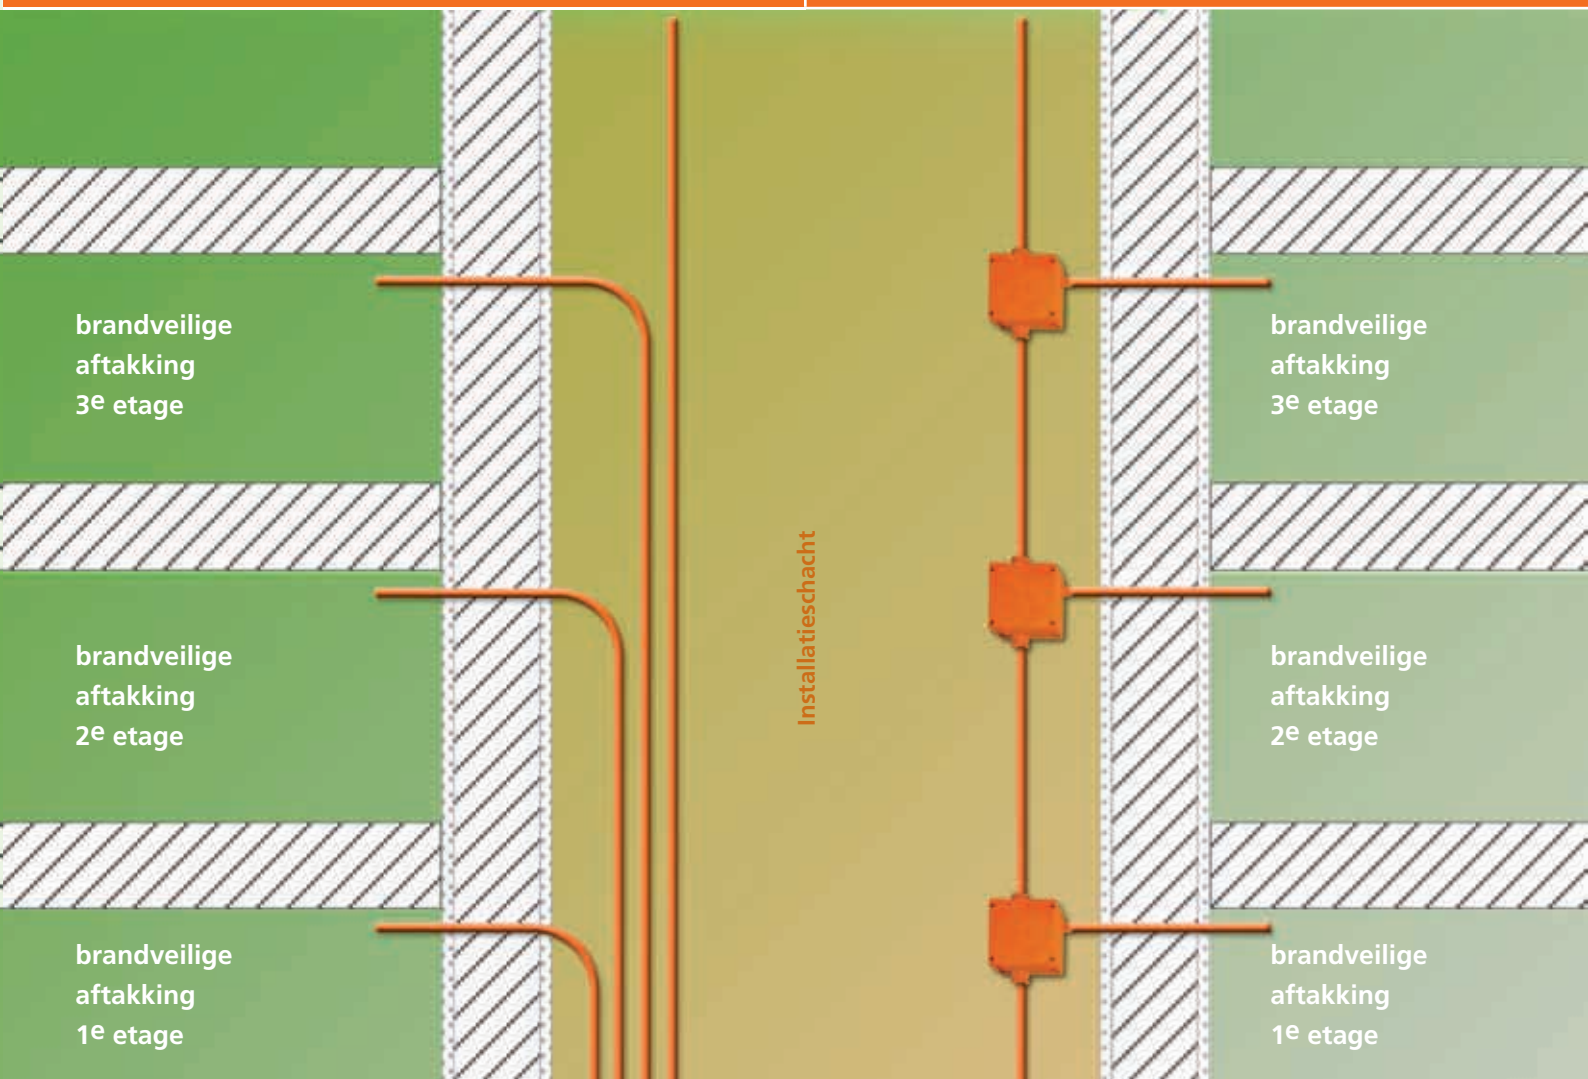 brandveilige
aftakking
3e etage
brandveilige
aftakking
2e etage
brandveilige
aftakking
1e etage
Installatieschacht
brandveilige
aftakking
3e etage
brandveilige
aftakking
2e etage
brandveilige
aftakking
1e etage